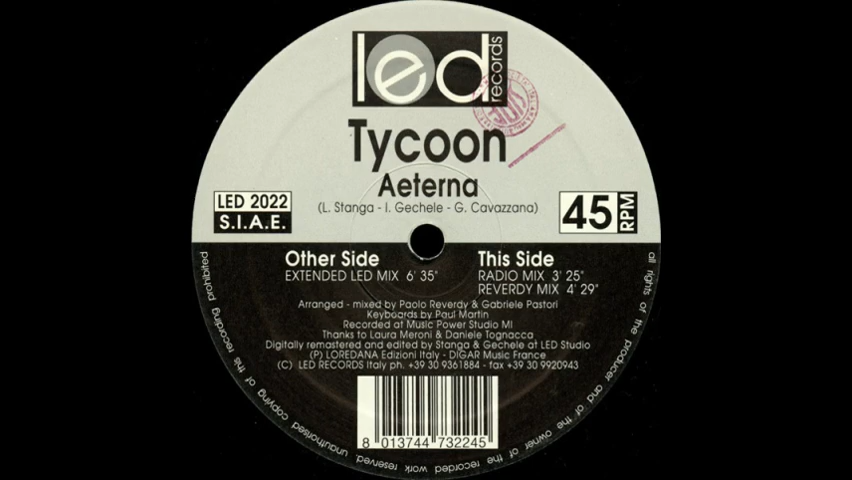 led
records
Tycoon
Aeterna
(L. Stanga - I. Gechele - G. Cavazzana)
LED 2022
S.I.A.E.
45
RPM
Other Side
EXTENDED LED MIX 6' 35"
This Side
RADIO MIX 3' 25"
REVERDY MIX 4' 29"
Arranged - mixed by Paolo Reverdy & Gabriele Pastori
Keyboards by Paul Martin
Recorded at Music Power Studio MI
Thanks to Laura Meroni & Daniele Tognacca
Digitally remastered and edited by Stanga & Gechele at LED Studio
(P) LOREDANA Edizioni Italy - DIGAR Music France
(C) LED RECORDS Italy ph. +39 30 9361884 - fax +39 30 9920943
8 013744 732245
all rights of the producer and of the owner of the recorded work reserved. unauthorised copying of this recording prohibited